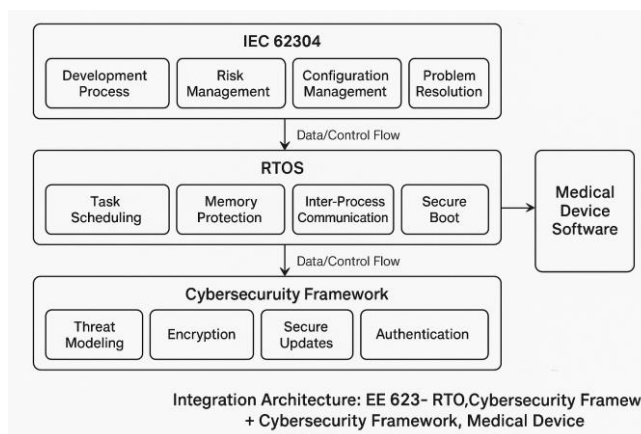 IEC 62304
Development
Process
Risk
Management
Configuration
Management
Problem
Resolution
Data/Control Flow
RTOS
Task
Scheduling
Memory
Protection
Inter-Process
Communication
Secure
Boot
Medical
Device
Software
Data/Control Flow
Cybersecuruity Framework
Threat
Modeling
Encryption
Secure
Updates
Authentication
Integration Architecture: EE 623- RTO,Cybersecurity Framew
+ Cybersecurity Framework, Medical Device